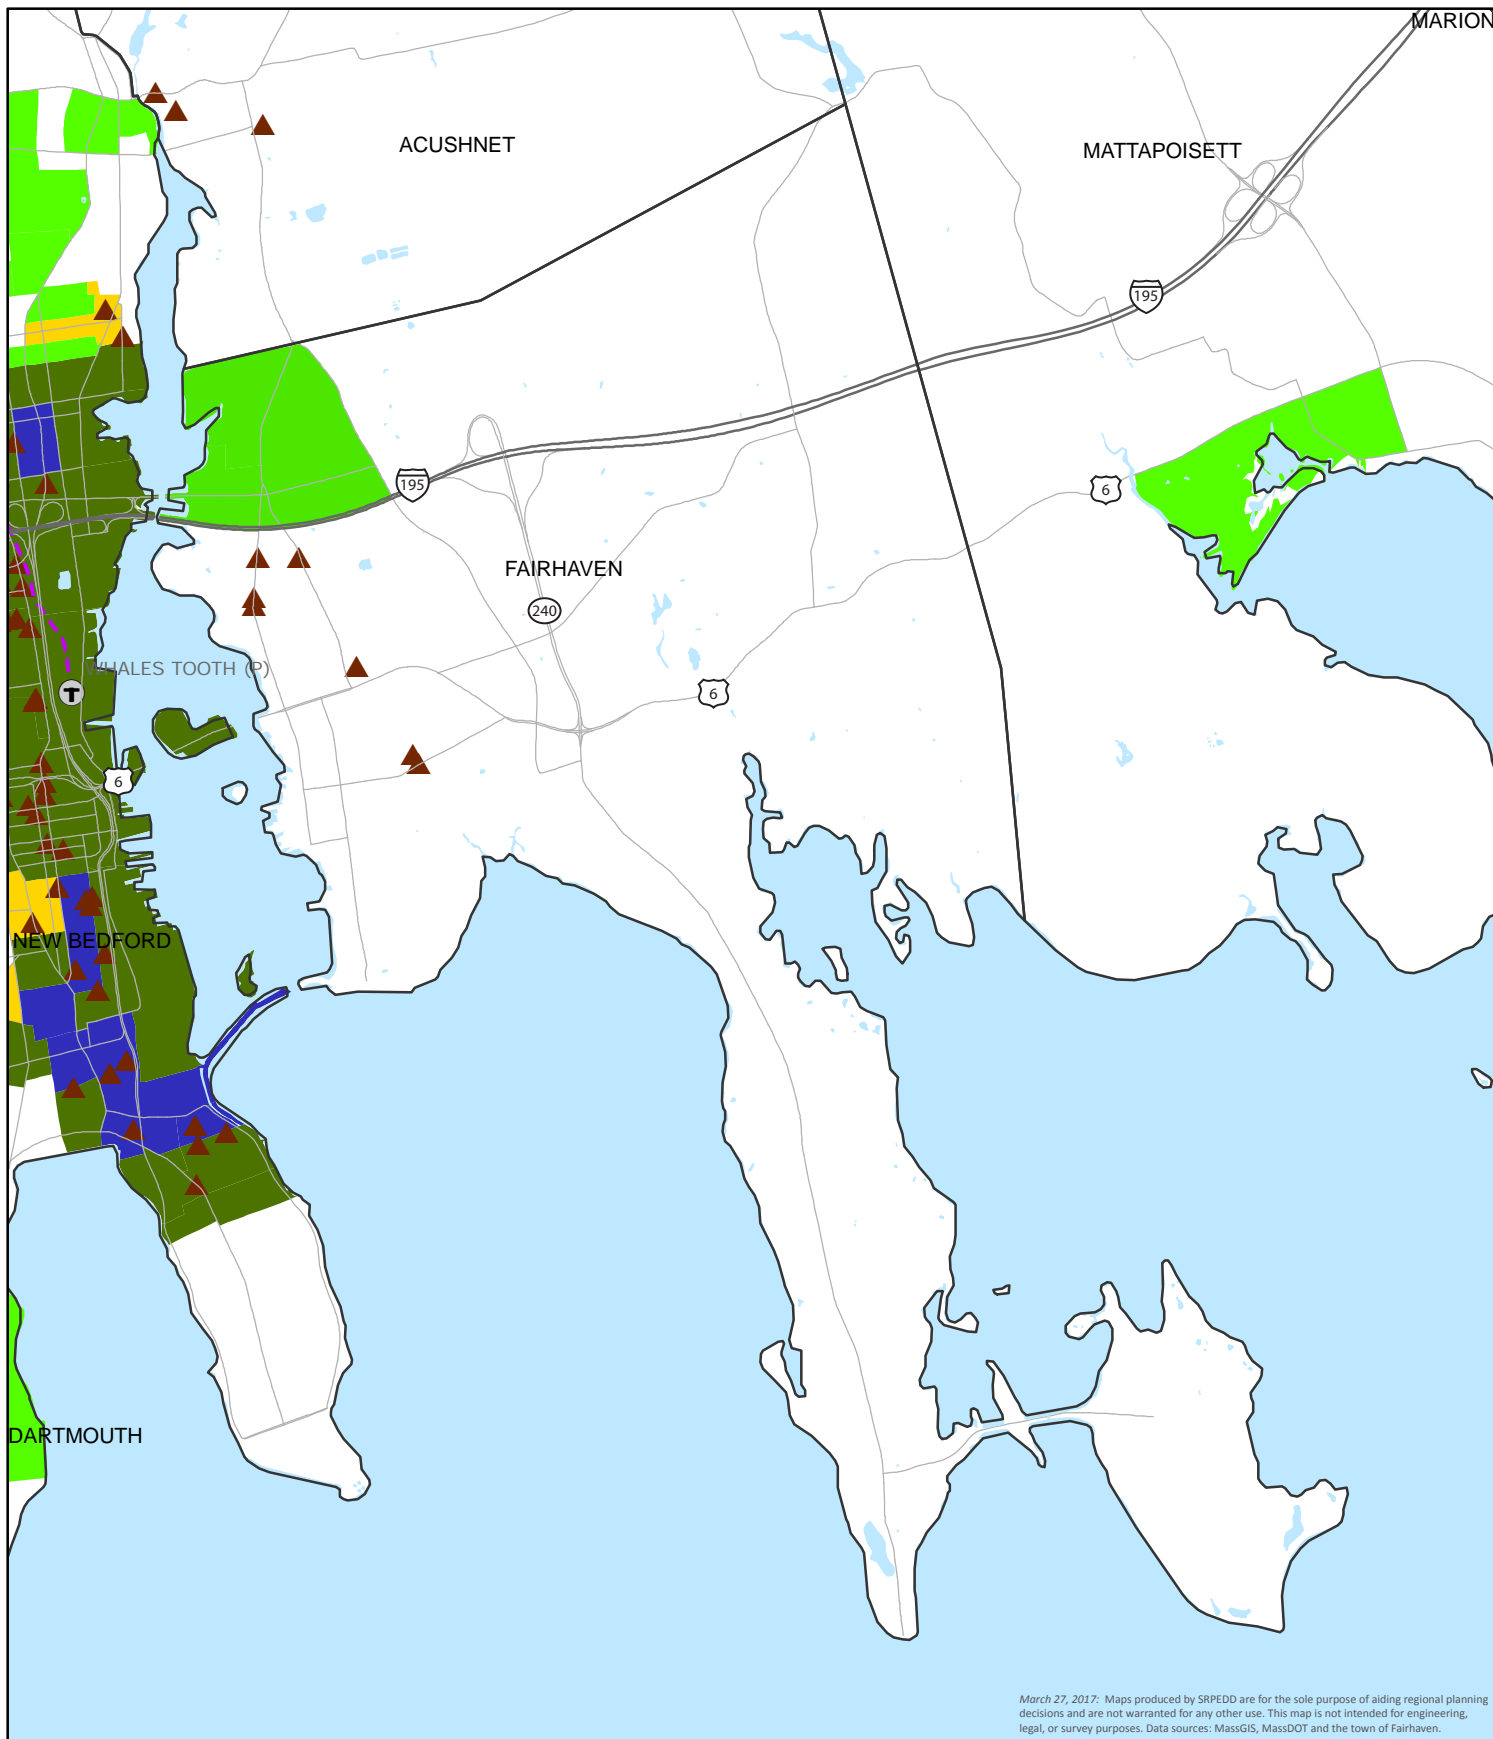 MARION
ACUSHNET
MATTAPOISETT
195
195
6
FAIRHAVEN
240
WHALES TOOTH (P)
T
6
6
NEW BEDFORD
DARTMOUTH
March 27, 2017: Maps produced by SRPEDD are for the sole purpose of aiding regional planning
decisions and are not warranted for any other use. This map is not intended for engineering,
legal, or survey purposes. Data sources: MassGIS, MassDOT and the town of Fairhaven.